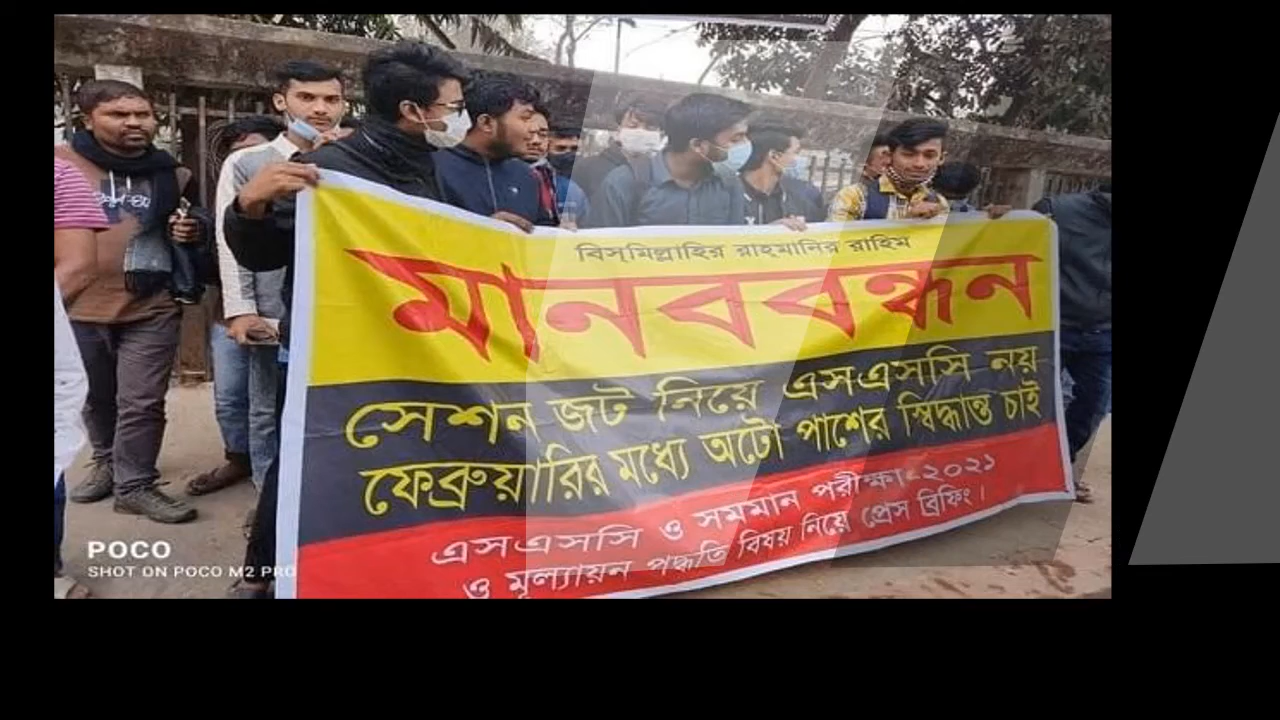 বিস্‌মিল্লাহির রাহমানির রাহিম
মানববন্ধন
সেশন জট নিয়ে এসএসসি নয়
ফেব্রুয়ারির মধ্যে অটো পাশের স্বিদ্ধান্ত চাই
এসএসসি ও সমমান পরীক্ষা-২০২১
ও মূল্যায়ন পদ্ধতি বিষয় নিয়ে প্রেস ব্রিফিং।
POCO
SHOT ON POCO M2 PRO